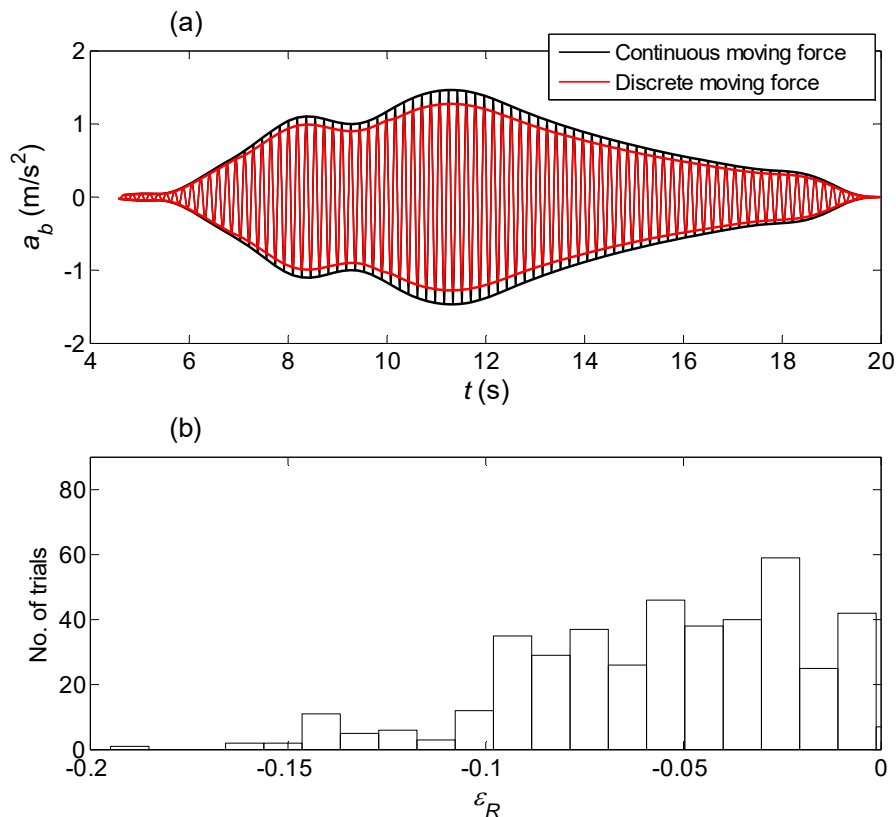 (a)
Continuous moving force
Discrete moving force
2
1
0
-1
-2
a_b (m/s²)
4 6 8 10 12 14 16 18 20
t (s)
(b)
80
60
40
20
0
No. of trials
-0.2 -0.15 -0.1 -0.05 0
ε_R